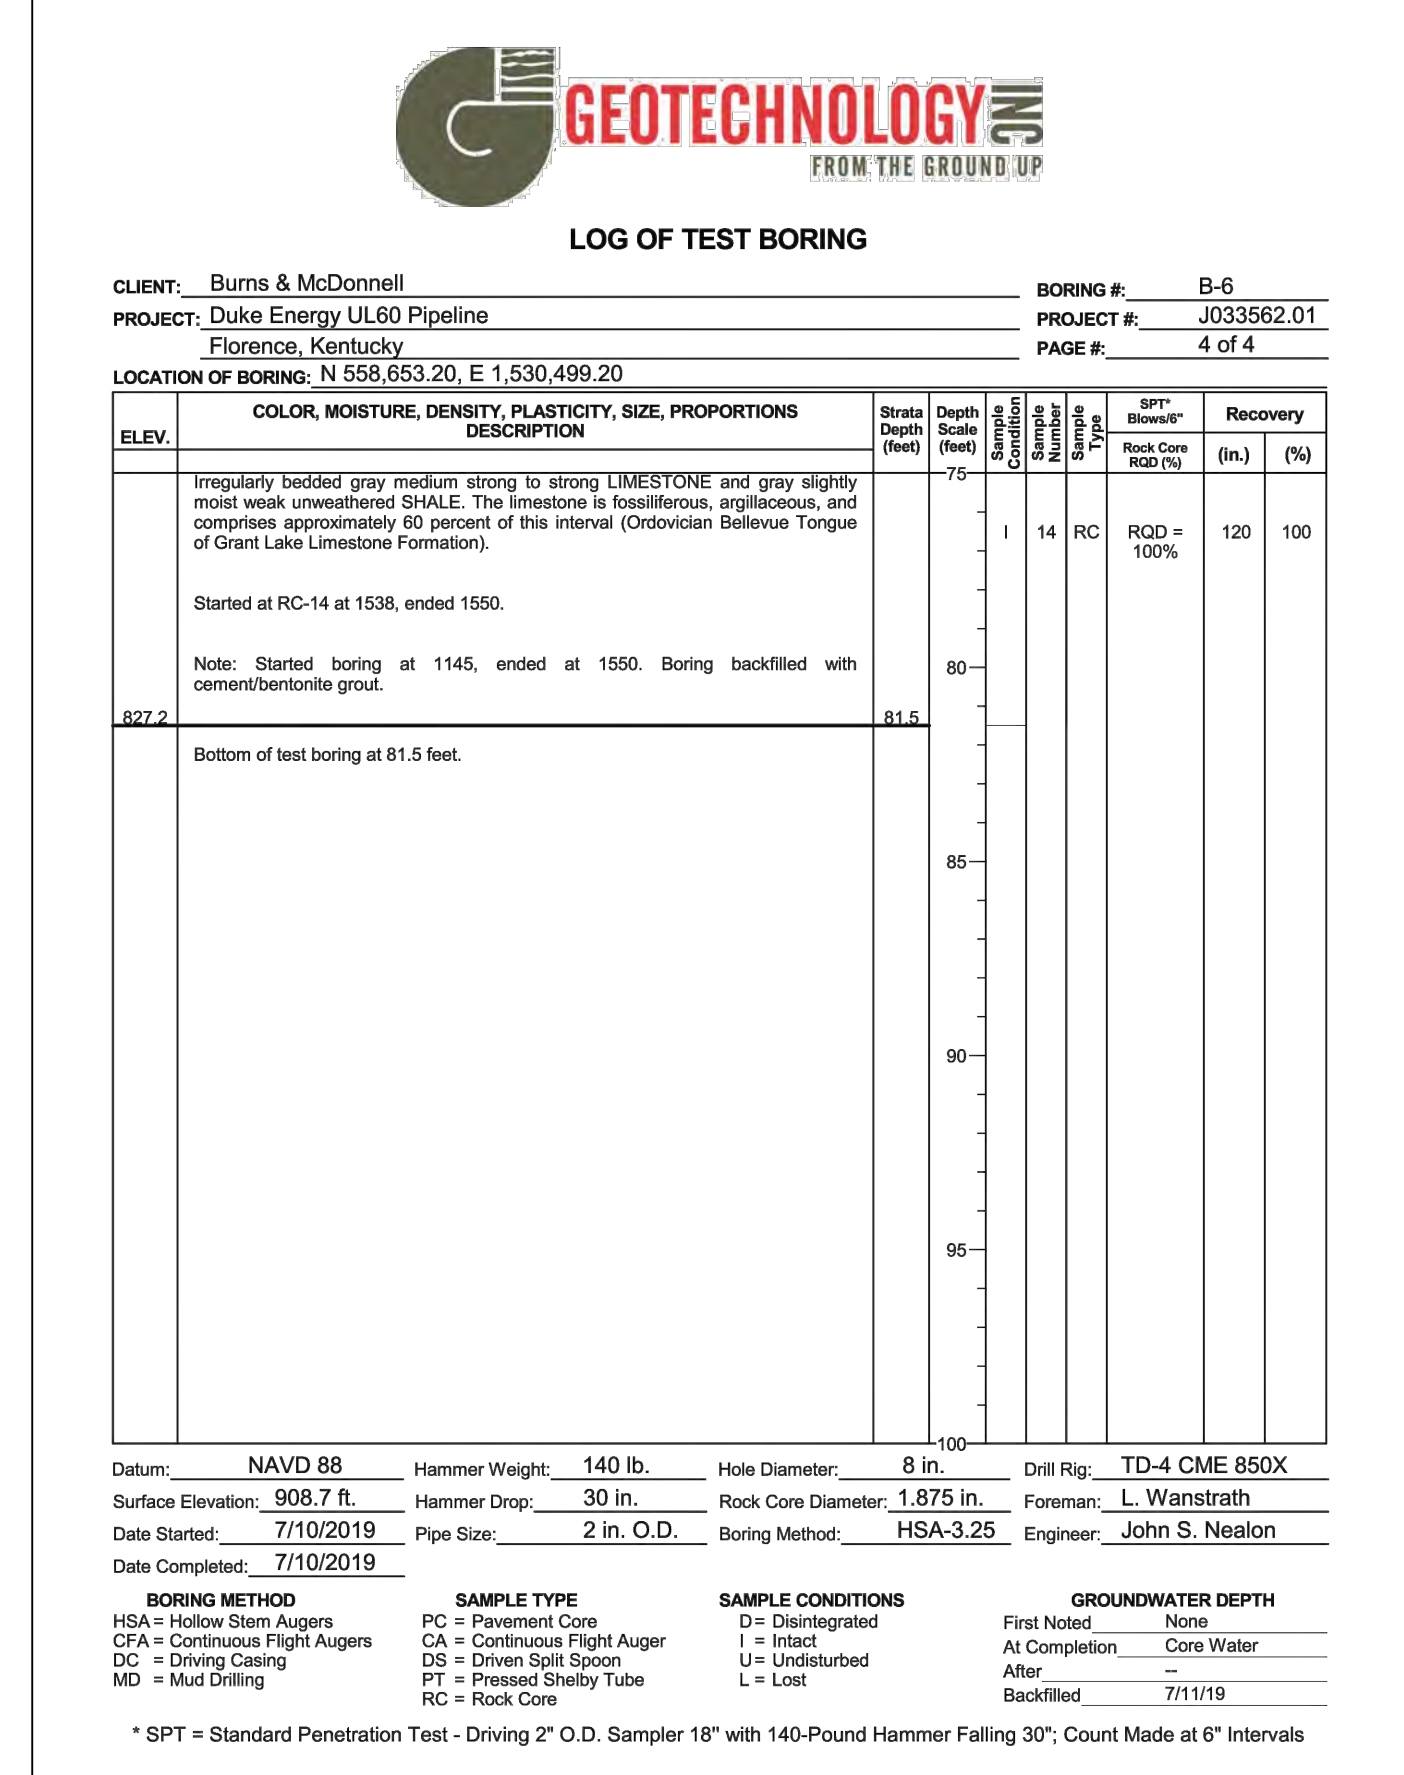 GEOTECHNOLOGY INC
FROM THE GROUND UP
LOG OF TEST BORING
CLIENT: Burns & McDonnell
BORING #: B-6
PROJECT: Duke Energy UL60 Pipeline
PROJECT #: J033562.01
Florence, Kentucky
PAGE #: 4 of 4
LOCATION OF BORING: N 558,653.20, E 1,530,499.20
ELEV.
COLOR, MOISTURE, DENSITY, PLASTICITY, SIZE, PROPORTIONS
DESCRIPTION
Strata
Depth
(feet)
Depth
Scale
(feet)
Sample
Condition
Sample
Number
Sample
Type
SPT*
Blows/6"
Rock Core
RQD (%)
Recovery
(in.)
(%)
75
Irregularly bedded gray medium strong to strong LIMESTONE and gray slightly
moist weak unweathered SHALE. The limestone is fossiliferous, argillaceous, and
comprises approximately 60 percent of this interval (Ordovician Bellevue Tongue
of Grant Lake Limestone Formation).
I 14 RC RQD = 120 100
100%
Started at RC-14 at 1538, ended 1550.
Note: Started boring at 1145, ended at 1550. Boring backfilled with
cement/bentonite grout.
80
827.2
81.5
Bottom of test boring at 81.5 feet.
85
90
95
100
Datum: NAVD 88 Hammer Weight: 140 lb. Hole Diameter: 8 in. Drill Rig: TD-4 CME 850X
Surface Elevation: 908.7 ft. Hammer Drop: 30 in. Rock Core Diameter: 1.875 in. Foreman: L. Wanstrath
Date Started: 7/10/2019 Pipe Size: 2 in. O.D. Boring Method: HSA-3.25 Engineer: John S. Nealon
Date Completed: 7/10/2019
BORING METHOD
HSA = Hollow Stem Augers
CFA = Continuous Flight Augers
DC = Driving Casing
MD = Mud Drilling
SAMPLE TYPE
PC = Pavement Core
CA = Continuous Flight Auger
DS = Driven Split Spoon
PT = Pressed Shelby Tube
RC = Rock Core
SAMPLE CONDITIONS
D = Disintegrated
I = Intact
U = Undisturbed
L = Lost
GROUNDWATER DEPTH
First Noted None
At Completion Core Water
After --
Backfilled 7/11/19
* SPT = Standard Penetration Test - Driving 2" O.D. Sampler 18" with 140-Pound Hammer Falling 30"; Count Made at 6" Intervals